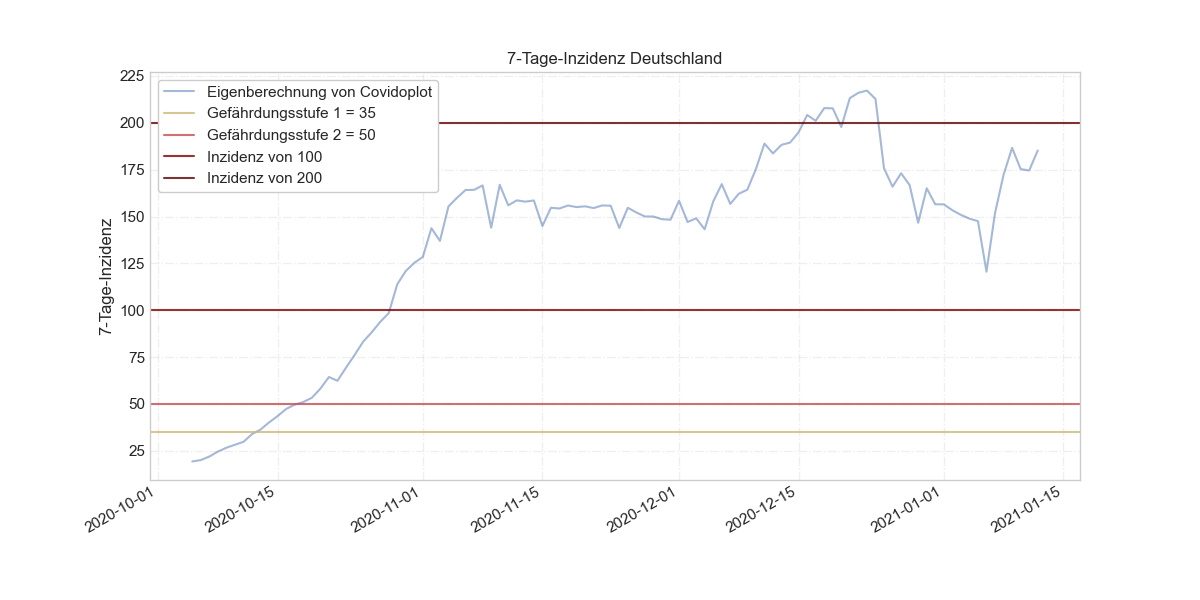 7-Tage-Inzidenz Deutschland
225
200
175
150
125
100
75
50
25
7-Tage-Inzidenz
Eigenberechnung von Covidoplot
Gefährdungsstufe 1 = 35
Gefährdungsstufe 2 = 50
Inzidenz von 100
Inzidenz von 200
2020-10-01
2020-10-15
2020-11-01
2020-11-15
2020-12-01
2020-12-15
2021-01-01
2021-01-15